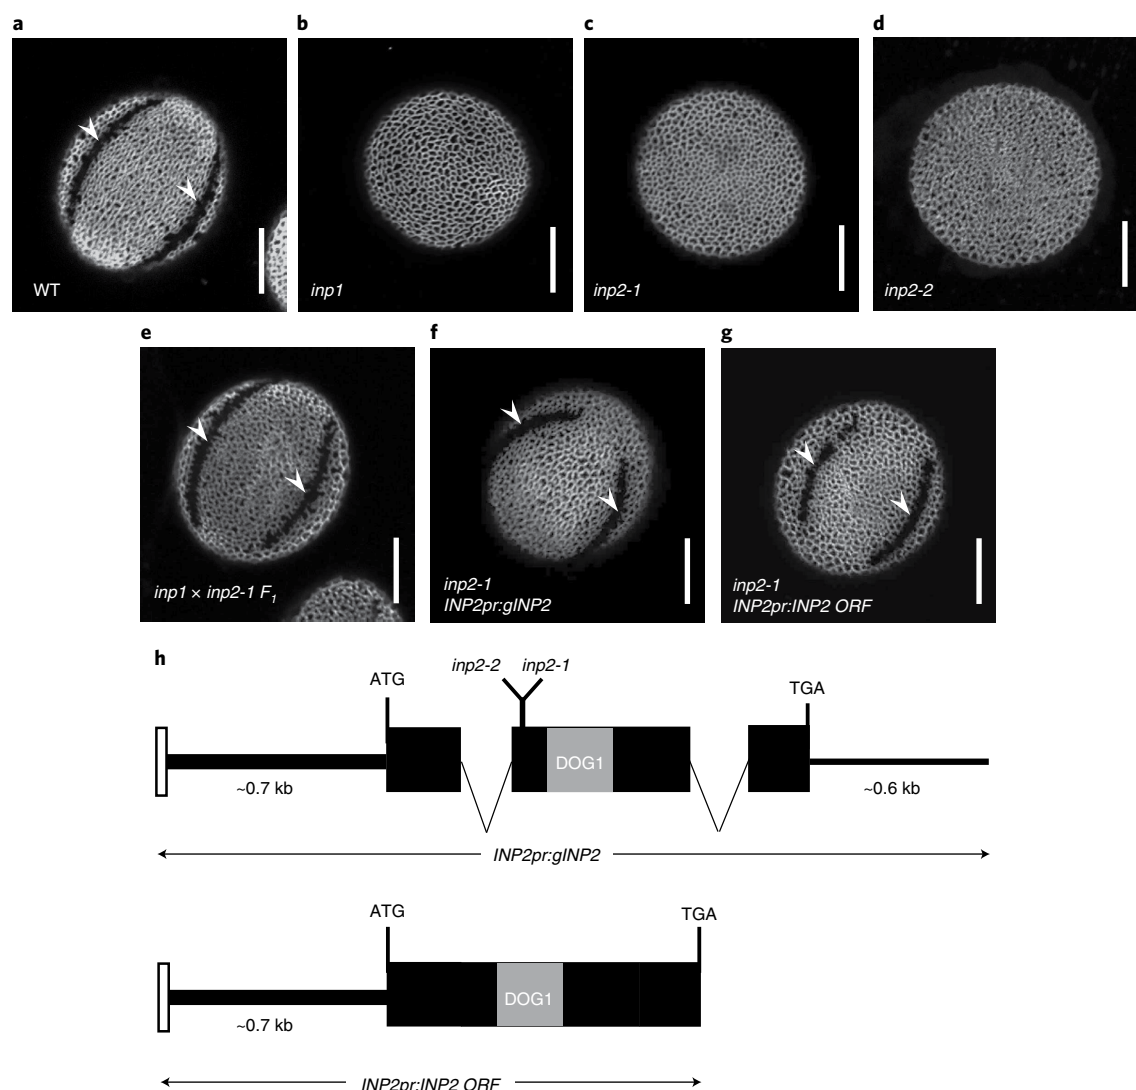 a
b
c
d
WT
inp1
inp2-1
inp2-2
e
f
g
inp1 × inp2-1 F1
inp2-1
INP2pr:gINP2
inp2-1
INP2pr:INP2 ORF
h
inp2-2 inp2-1
ATG
TGA
DOG1
~0.7 kb
~0.6 kb
INP2pr:gINP2
ATG
TGA
DOG1
~0.7 kb
INP2pr:INP2 ORF